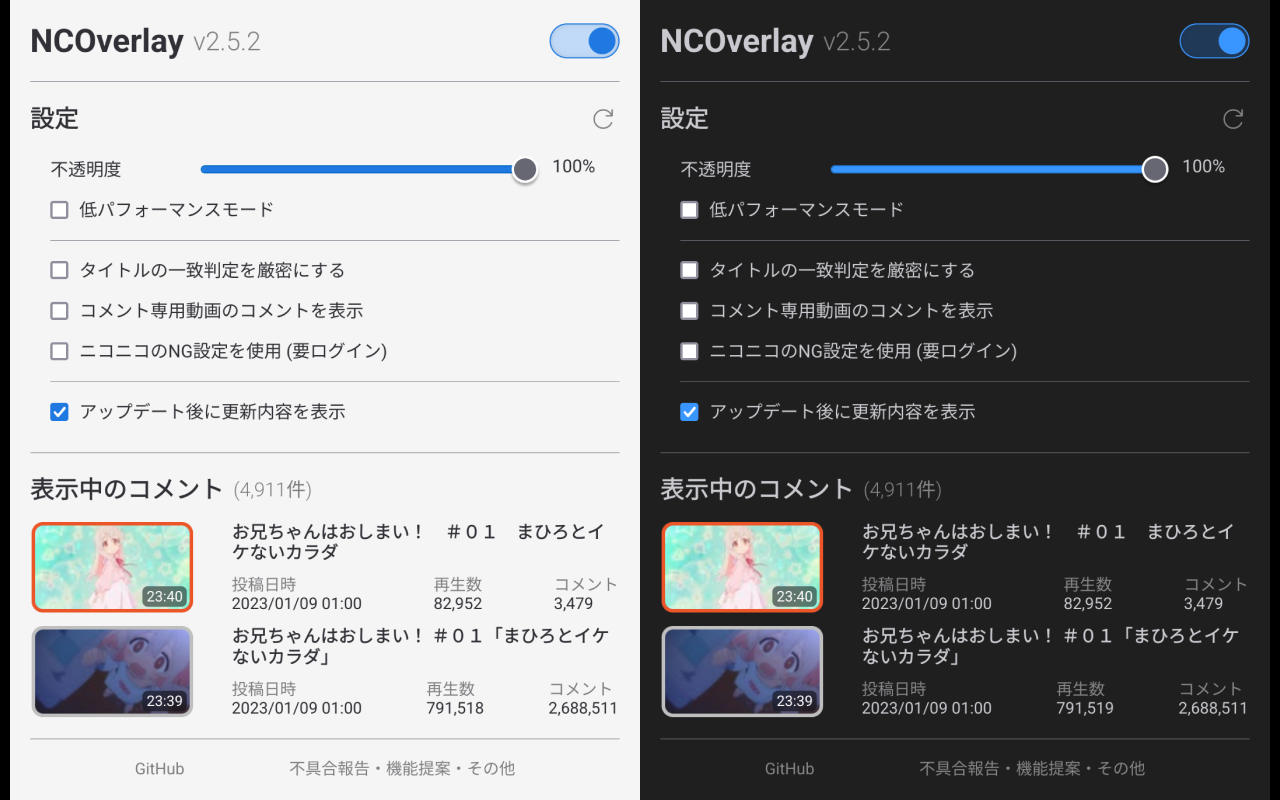 NCOverlay v2.5.2
設定
不透明度 100%
低パフォーマンスモード
タイトルの一致判定を厳密にする
コメント専用動画のコメントを表示
ニコニコのNG設定を使用 (要ログイン)
アップデート後に更新内容を表示
表示中のコメント (4,911件)
23:40
お兄ちゃんはおしまい！　＃０１　まひろとイ
ケないカラダ
投稿日時 再生数 コメント
2023/01/09 01:00 82,952 3,479
23:39
お兄ちゃんはおしまい！＃０１「まひろとイケ
ないカラダ」
投稿日時 再生数 コメント
2023/01/09 01:00 791,518 2,688,511
GitHub 不具合報告・機能提案・その他
NCOverlay v2.5.2
設定
不透明度 100%
低パフォーマンスモード
タイトルの一致判定を厳密にする
コメント専用動画のコメントを表示
ニコニコのNG設定を使用 (要ログイン)
アップデート後に更新内容を表示
表示中のコメント (4,911件)
23:40
お兄ちゃんはおしまい！　＃０１　まひろとイ
ケないカラダ
投稿日時 再生数 コメント
2023/01/09 01:00 82,952 3,479
23:39
お兄ちゃんはおしまい！＃０１「まひろとイケ
ないカラダ」
投稿日時 再生数 コメント
2023/01/09 01:00 791,519 2,688,511
GitHub 不具合報告・機能提案・その他